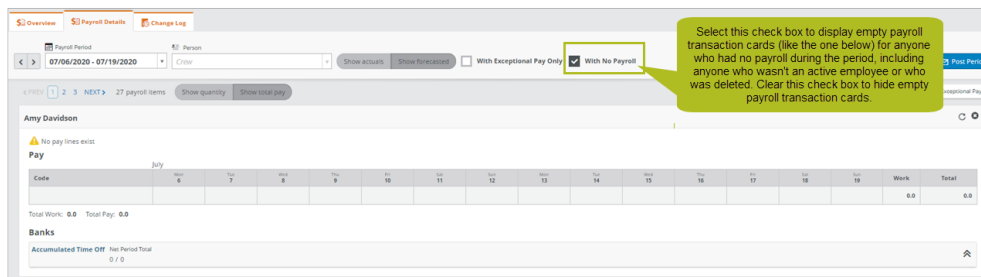 Overview Payroll Details Change Log
Payroll Period Person
07/06/2020 - 07/19/2020 Crew Show actuals Show forecasted With Exceptional Pay Only With No Payroll Post Perio
Select this check box to display empty payroll
transaction cards (like the one below) for anyone
who had no payroll during the period, including
anyone who wasn't an active employee or who
was deleted. Clear this check box to hide empty
payroll transaction cards.
< PREV 1 2 3 NEXT > 27 payroll items Show quantity Show total pay xceptional Pay
Amy Davidson
No pay lines exist
Pay
July
Code Mon 6 Tue 7 Wed 8 Thu 9 Fri 10 Sat 11 Sun 12 Mon 13 Tue 14 Wed 15 Thu 16 Fri 17 Sat 18 Sun 19 Work Total
0.0 0.0
Total Work: 0.0 Total Pay: 0.0
Banks
Accumulated Time Off Net Period Total
0 / 0